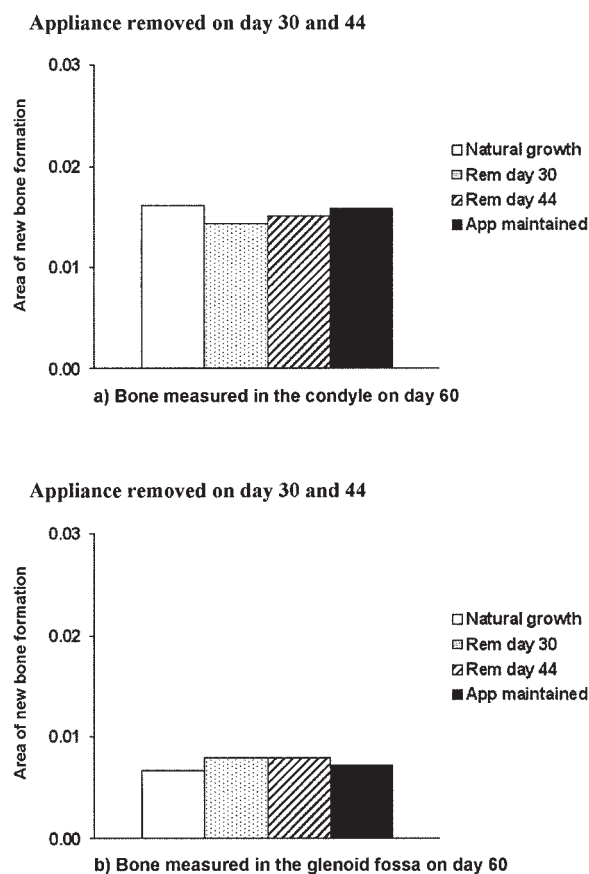 Appliance removed on day 30 and 44
0.03
0.02
0.01
0.00
Area of new bone formation
Natural growth
Rem day 30
Rem day 44
App maintained
a) Bone measured in the condyle on day 60
Appliance removed on day 30 and 44
0.03
0.02
0.01
0.00
Area of new bone formation
Natural growth
Rem day 30
Rem day 44
App maintained
b) Bone measured in the glenoid fossa on day 60